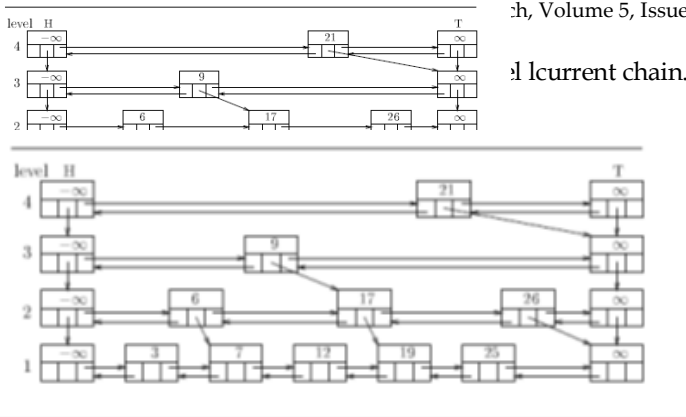 ch, Volume 5, Issue
level H T
−∞ 21 ∞
4
el lcurrent chain.
−∞ 9 ∞
3
−∞ 6 17 26 ∞
2
level H T
−∞ 21 ∞
4
−∞ 9 ∞
3
−∞ 6 17 26 ∞
2
−∞ 3 7 12 19 25 ∞
1